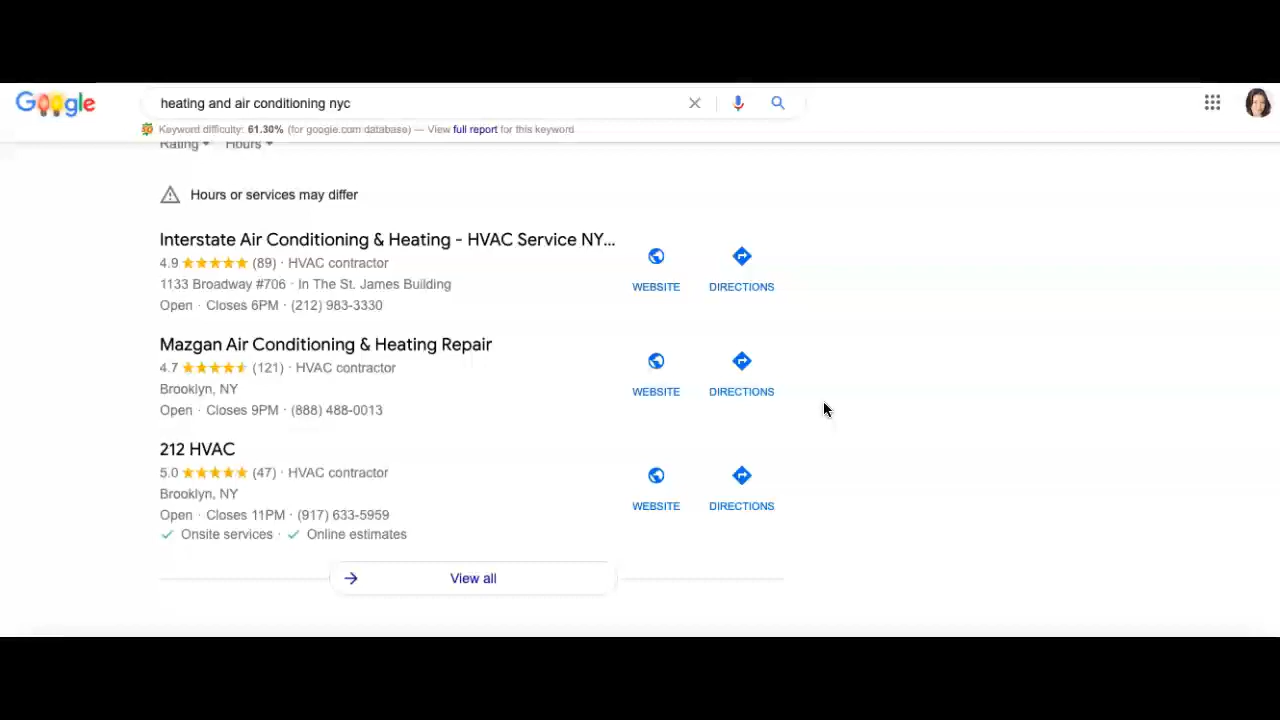 Google
heating and air conditioning nyc
Keyword difficulty: 61.30% (for google.com database) — View full report for this keyword
Rating Hours
Hours or services may differ
Interstate Air Conditioning & Heating - HVAC Service NY...
4.9 (89) · HVAC contractor
1133 Broadway #706 · In The St. James Building
Open · Closes 6PM · (212) 983-3330
WEBSITE DIRECTIONS
Mazgan Air Conditioning & Heating Repair
4.7 (121) · HVAC contractor
Brooklyn, NY
Open · Closes 9PM · (888) 488-0013
WEBSITE DIRECTIONS
212 HVAC
5.0 (47) · HVAC contractor
Brooklyn, NY
Open · Closes 11PM · (917) 633-5959
Onsite services · Online estimates
WEBSITE DIRECTIONS
View all